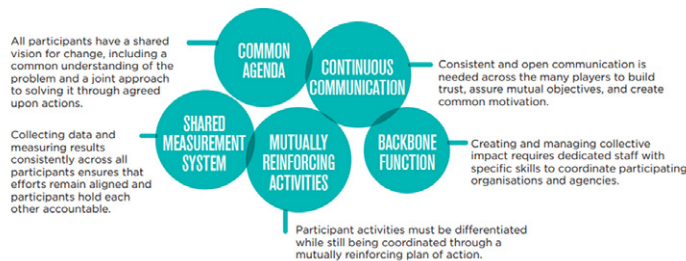 All participants have a shared
vision for change, including a
common understanding of the
problem and a joint approach
to solving it through agreed
upon actions.
COMMON
AGENDA
CONTINUOUS
COMMUNICATION
Consistent and open communication is
needed across the many players to build
trust, assure mutual objectives, and create
common motivation.
Collecting data and
measuring results
consistently across all
participants ensures that
efforts remain aligned and
participants hold each
other accountable.
SHARED
MEASUREMENT
SYSTEM
MUTUALLY
REINFORCING
ACTIVITIES
BACKBONE
FUNCTION
Creating and managing collective
impact requires dedicated staff with
specific skills to coordinate participating
organisations and agencies.
Participant activities must be differentiated
while still being coordinated through a
mutually reinforcing plan of action.